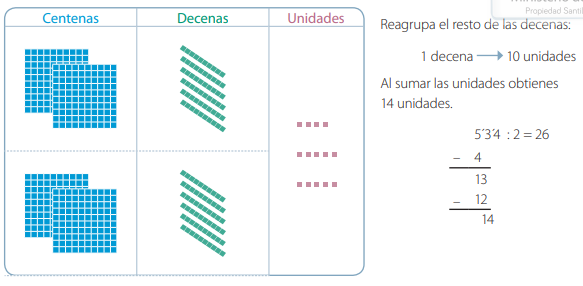 Centenas Decenas Unidades
Propiedad Santil
Reagrupa el resto de las decenas:
1 decena → 10 unidades
Al sumar las unidades obtienes
14 unidades.
5´3´4 : 2 = 26
– 4
13
– 12
14